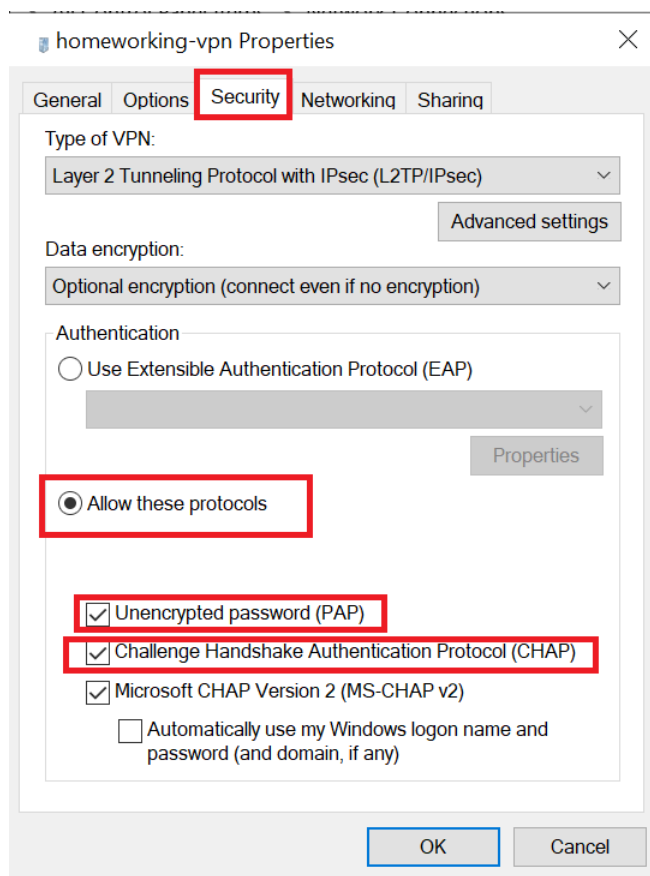 homeworking-vpn Properties
General Options Security Networking Sharing
Type of VPN:
Layer 2 Tunneling Protocol with IPsec (L2TP/IPsec)
Advanced settings
Data encryption:
Optional encryption (connect even if no encryption)
Authentication
Use Extensible Authentication Protocol (EAP)
Properties
Allow these protocols
Unencrypted password (PAP)
Challenge Handshake Authentication Protocol (CHAP)
Microsoft CHAP Version 2 (MS-CHAP v2)
Automatically use my Windows logon name and
password (and domain, if any)
OK Cancel